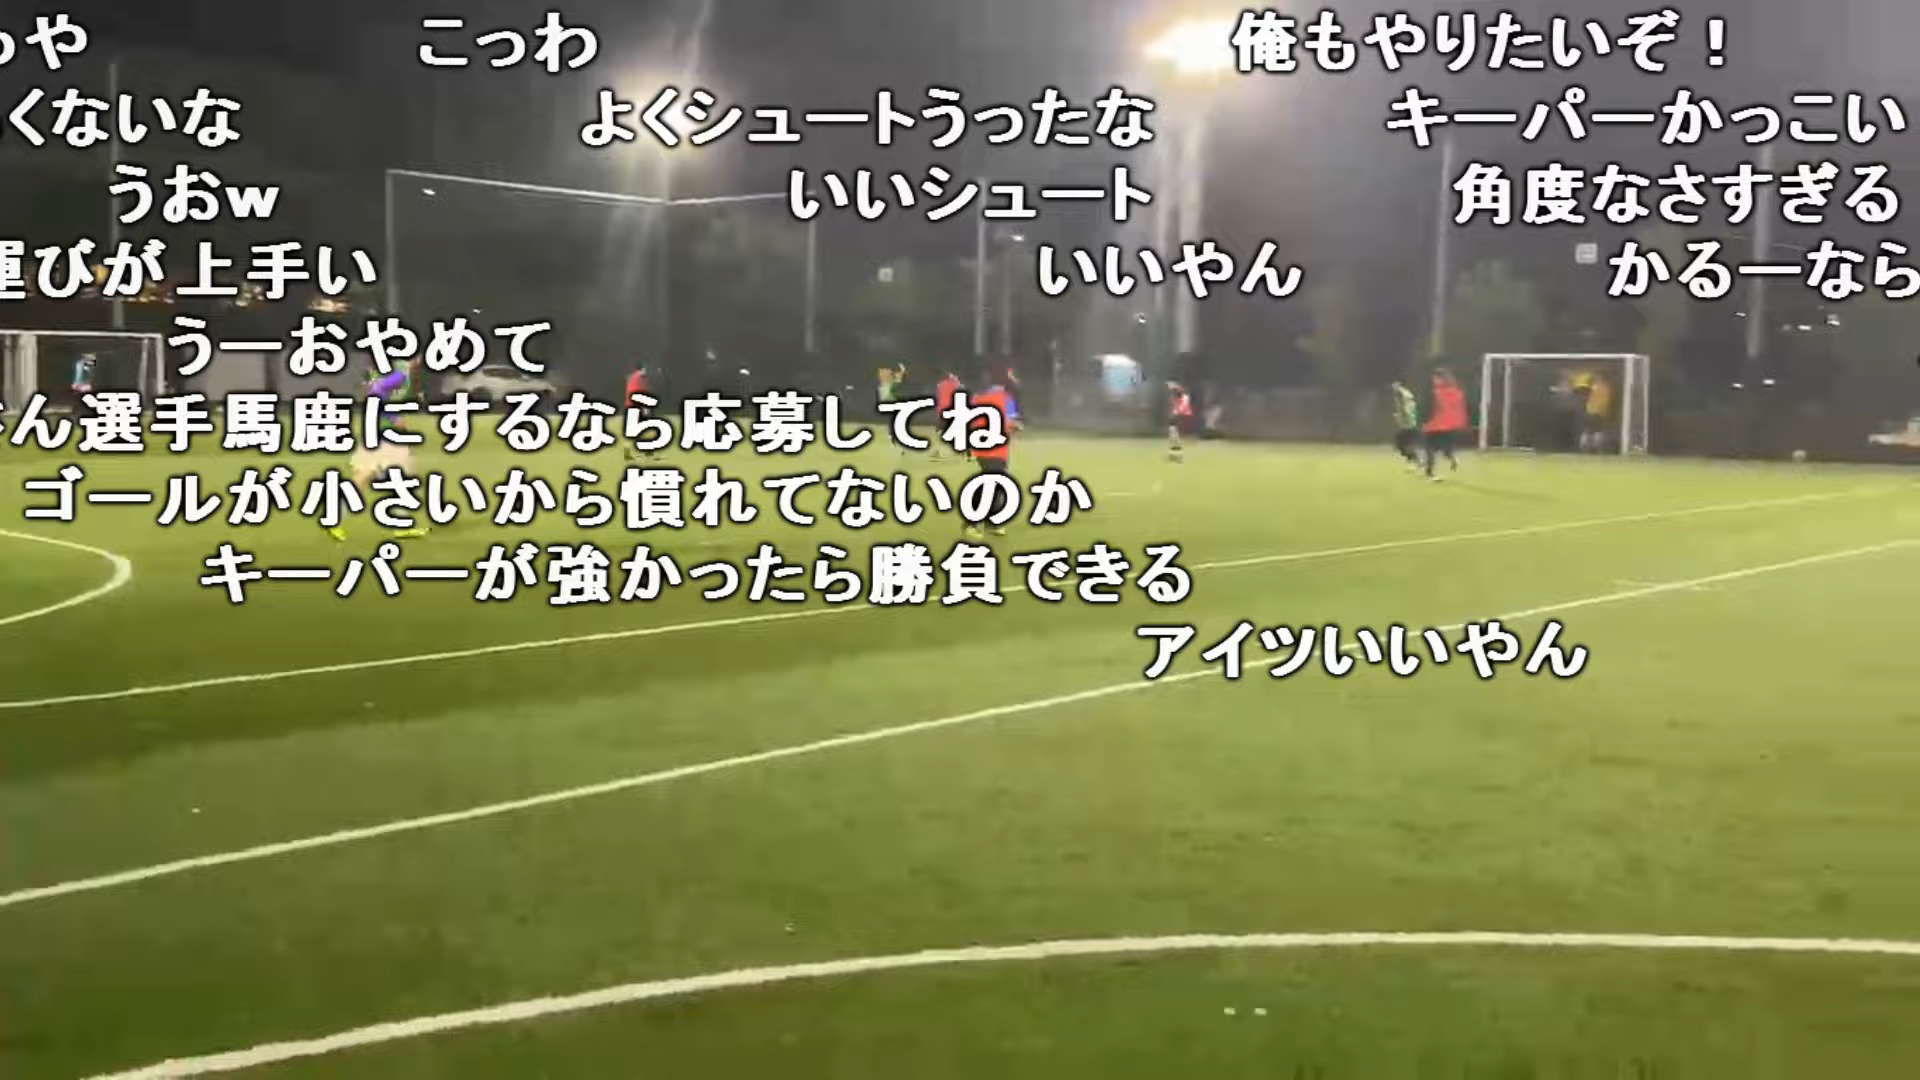 っや こっわ 俺もやりたいぞ！
くないな よくシュートうったな キーパーかっこい
うおw いいシュート 角度なさすぎる
運びが上手い いいやん かるーなら
うーおやめて
さん選手馬鹿にするなら応募してね
ゴールが小さいから慣れてないのか
キーパーが強かったら勝負できる
アイツいいやん